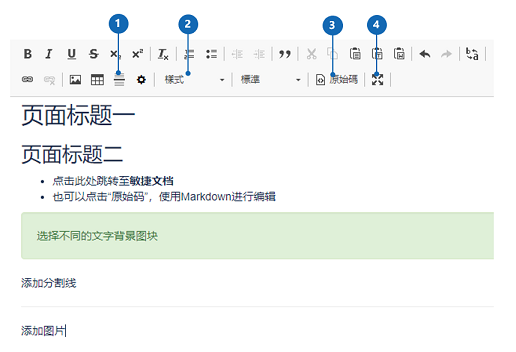 1 2 3 4
B I U S x₂ x² Tx
樣式 標準 原始碼
页面标题一
页面标题二
• 点击此处跳转至敏捷文档
• 也可以点击“原始码”，使用Markdown进行编辑
选择不同的文字背景图块
添加分割线
添加图片